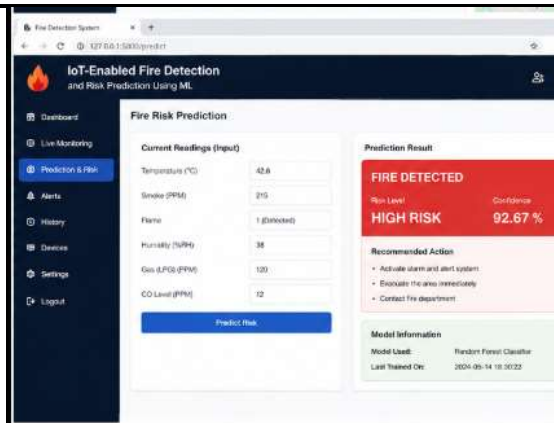 Fire Detection System
127.0.0.1:5000/predict
IoT-Enabled Fire Detection
and Risk Prediction Using ML
Dashboard
Live Monitoring
Prediction & Risk
Alerts
History
Devices
Settings
Logout
Fire Risk Prediction
Current Readings (Input)
Temperature (°C) 42.6
Smoke (PPM) 215
Flame 1 (Detected)
Humidity (%RH) 38
Gas (LPG) (PPM) 120
CO Level (PPM) 12
Predict Risk
Prediction Result
FIRE DETECTED
Risk Level Confidence
HIGH RISK 92.67 %
Recommended Action
• Activate alarm and alert system
• Evacuate the area immediately
• Contact fire department
Model Information
Model Used: Random Forest Classifier
Last Trained On: 2024-05-14